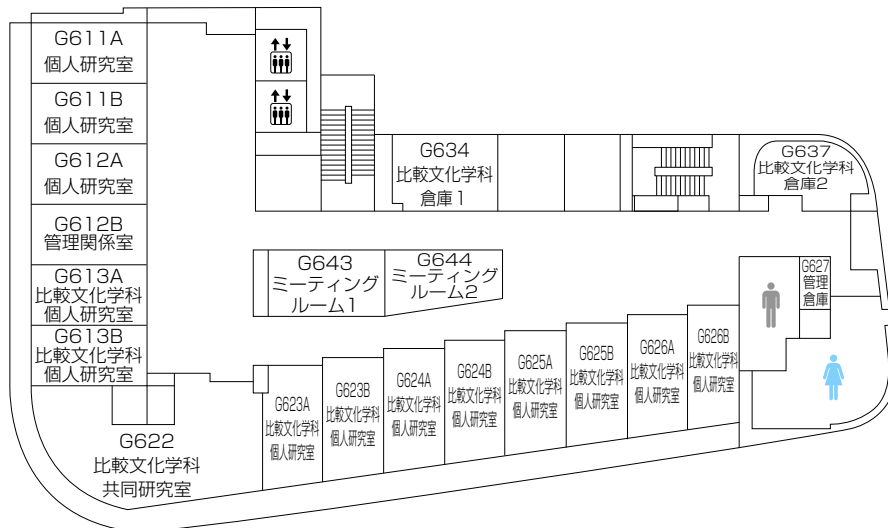 G611A
個人研究室
G611B
個人研究室
G612A
個人研究室
G612B
管理関係室
G613A
比較文化学科
個人研究室
G613B
比較文化学科
個人研究室
G622
比較文化学科
共同研究室
G634
比較文化学科
倉庫1
G637
比較文化学科
倉庫2
G643
ミーティング
ルーム1
G644
ミーティング
ルーム2
G627
管理
倉庫
G623A
比較文化学科
個人研究室
G623B
比較文化学科
個人研究室
G624A
比較文化学科
個人研究室
G624B
比較文化学科
個人研究室
G625A
比較文化学科
個人研究室
G625B
比較文化学科
個人研究室
G626A
比較文化学科
個人研究室
G626B
比較文化学科
個人研究室